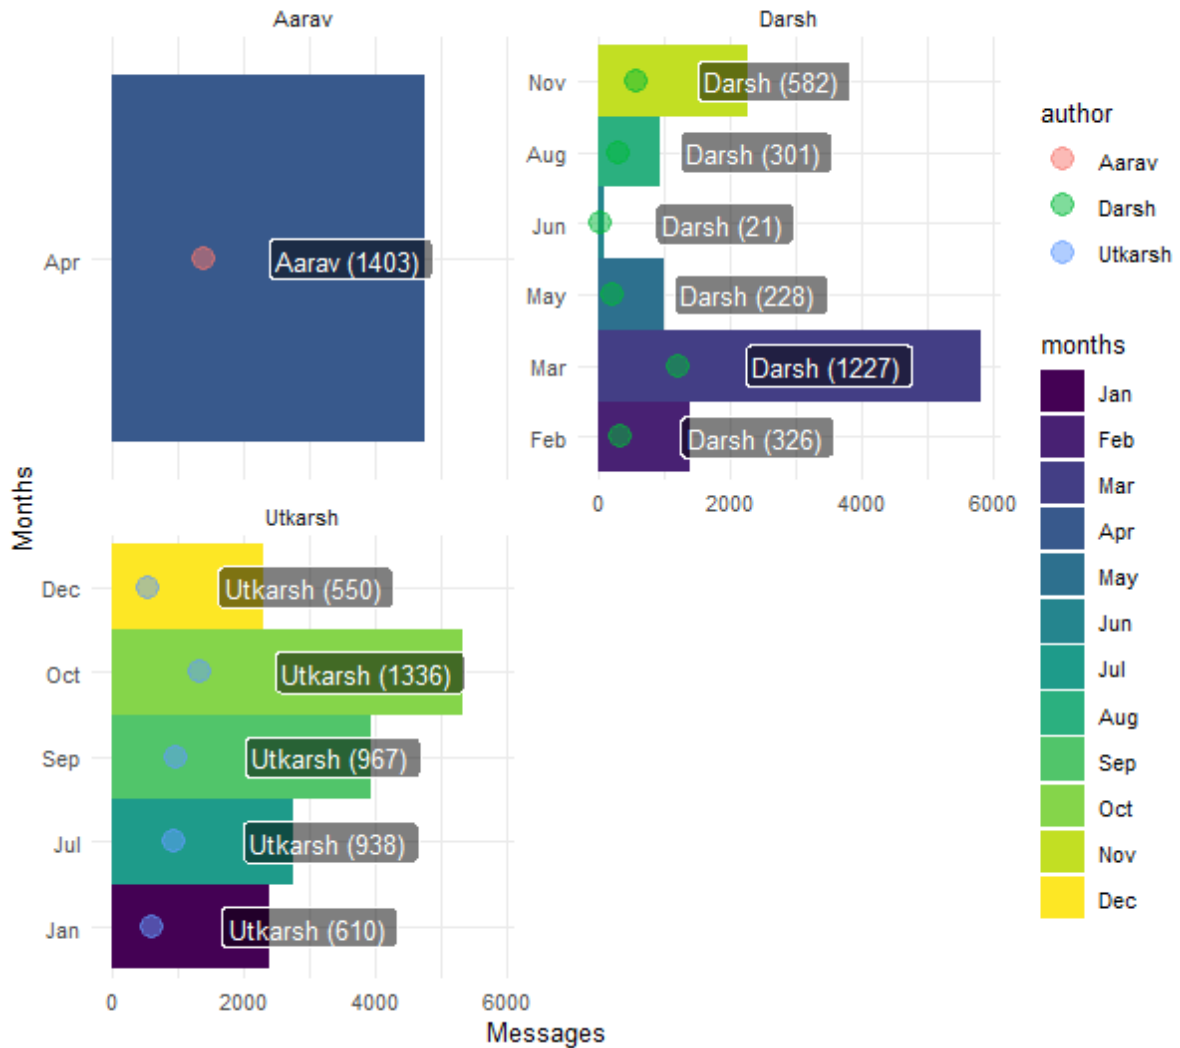 Aarav
Apr
Aarav (1403)
Darsh
Nov
Darsh (582)
Aug
Darsh (301)
Jun
Darsh (21)
May
Darsh (228)
Mar
Darsh (1227)
Feb
Darsh (326)
0 2000 4000 6000
Utkarsh
Dec
Utkarsh (550)
Oct
Utkarsh (1336)
Sep
Utkarsh (967)
Jul
Utkarsh (938)
Jan
Utkarsh (610)
0 2000 4000 6000
Months
Messages
author
Aarav
Darsh
Utkarsh
months
Jan
Feb
Mar
Apr
May
Jun
Jul
Aug
Sep
Oct
Nov
Dec